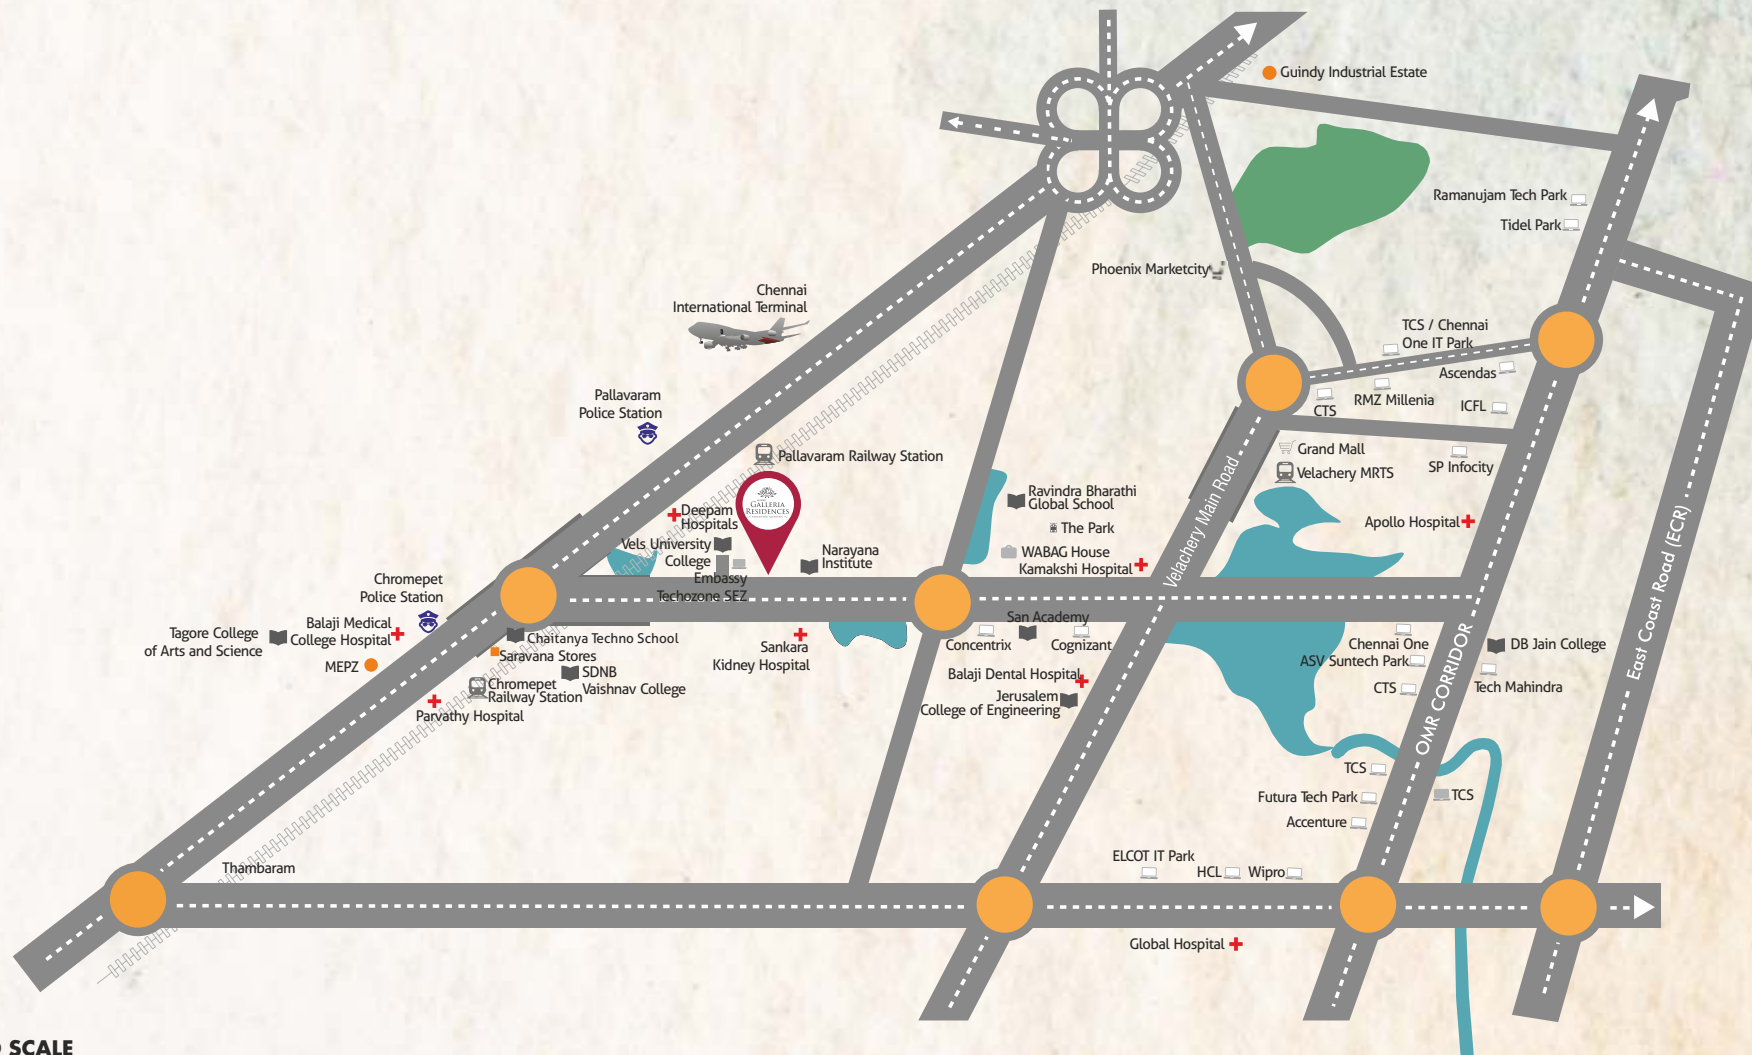 Guindy Industrial Estate
Ramanujam Tech Park
Tidel Park
Phoenix Marketcity
Chennai
International Terminal
TCS / Chennai
One IT Park
Ascendas
RMZ Millenia
CTS
ICFL
Pallavaram
Police Station
Pallavaram Railway Station
Grand Mall
SP Infocity
Velachery MRTS
Velachery Main Road
GALLERIA
RESIDENCES
Ravindra Bharathi
Global School
Deepam
Hospitals
The Park
Apollo Hospital
East Coast Road (ECR)
Vels University
College
Embassy
Techozone SEZ
Narayana
Institute
WABAG House
Kamakshi Hospital
Chromepet
Police Station
Balaji Medical
College Hospital
Tagore College
of Arts and Science
MEPZ
Chaitanya Techno School
Saravana Stores
SDNB
Vaishnav College
Chromepet
Railway Station
Parvathy Hospital
Sankara
Kidney Hospital
San Academy
Concentrix
Cognizant
Balaji Dental Hospital
Jerusalem
College of Engineering
Chennai One
ASV Suntech Park
CTS
OMR CORRIDOR
DB Jain College
Tech Mahindra
TCS
TCS
Futura Tech Park
Accenture
ELCOT IT Park
HCL
Wipro
Thambaram
Global Hospital
SCALE